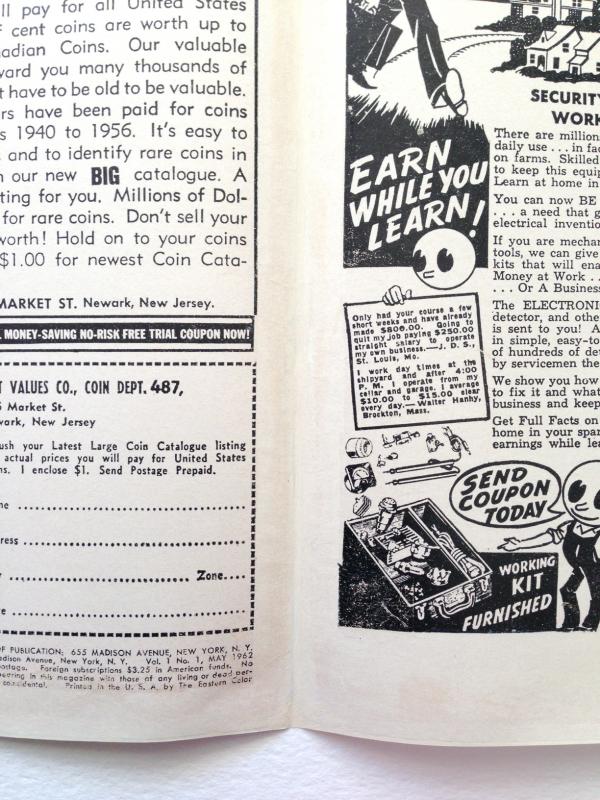 ll pay for all United States
f cent coins are worth up to
nadian Coins. Our valuable
ward you many thousands of
t have to be old to be valuable.
rs have been paid for coins
s 1940 to 1956. It's easy to
and to identify rare coins in
n our new BIG catalogue. A
ting for you. Millions of Dol-
for rare coins. Don't sell your
worth! Hold on to your coins
$1.00 for newest Coin Cata-
MARKET ST. Newark, New Jersey.
L MONEY-SAVING NO-RISK FREE TRIAL COUPON NOW!
T VALUES CO., COIN DEPT. 487,
5 Market St.
wark, New Jersey
ush your Latest Large Coin Catalogue listing
actual prices you will pay for United States
ns. I enclose $1. Send Postage Prepaid.
me
ress
y Zone....
te
OF PUBLICATION: 655 MADISON AVENUE, NEW YORK, N. Y.
adison Avenue, New York, N. Y. Vol. 1 No. 1, MAY 1962
postage. Foreign subscriptions $3.25 in American funds. No
pearing in this magazine with those of any living or dead per-
coincidental. Printed in the U. S. A. by The Eastern Color
EARN
WHILE YOU
LEARN!
Only had your course a few
short weeks and have already
made $800.00. Going to
quit my job paying $250.00
straight salary to operate
my own business.—J. D. S.,
St. Louis, Mo.
I work day times at the
shipyard and after 4:00
P. M. I operate from my
cellar and garage. I average
$10.00 to $15.00 clear
every day.—Walter Hanhy,
Brockton, Mass.
SECURITY
WORK
There are million
daily use . . . in fac
on farms. Skilled
to keep this equip
Learn at home in
You can now BE
. . . a need that g
electrical invention
If you are mechan
tools, we can give
kits that will ena
Money at Work . .
. . . Or A Business
The ELECTRONI
detector, and othe
is sent to you! A
in simple, easy-to
of hundreds of de
by servicemen the
We show you how
to fix it and what
business and keep
Get Full Facts on
home in your spar
earnings while lea
SEND
COUPON
TODAY
WORKING
KIT
FURNISHED